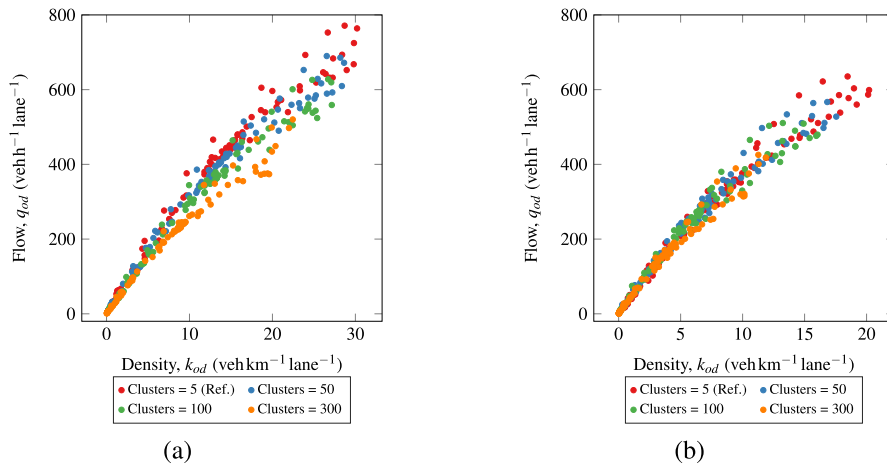 800
600
400
200
0
Flow, q_od (veh h⁻¹ lane⁻¹)
0 10 20 30
Density, k_od (veh km⁻¹ lane⁻¹)
Clusters = 5 (Ref.) Clusters = 50
Clusters = 100 Clusters = 300
(a)
800
600
400
200
0
Flow, q_od (veh h⁻¹ lane⁻¹)
0 5 10 15 20
Density, k_od (veh km⁻¹ lane⁻¹)
Clusters = 5 (Ref.) Clusters = 50
Clusters = 100 Clusters = 300
(b)